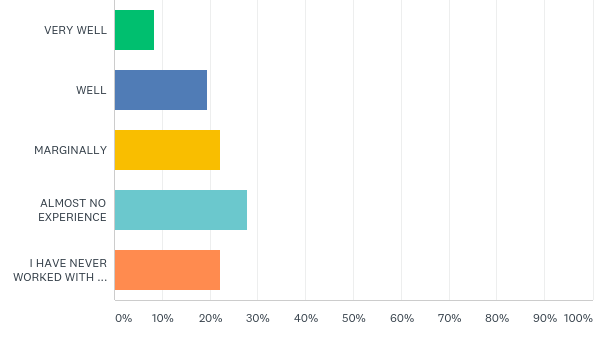 VERY WELL
WELL
MARGINALLY
ALMOST NO
EXPERIENCE
I HAVE NEVER
WORKED WITH ...
0% 10% 20% 30% 40% 50% 60% 70% 80% 90% 100%